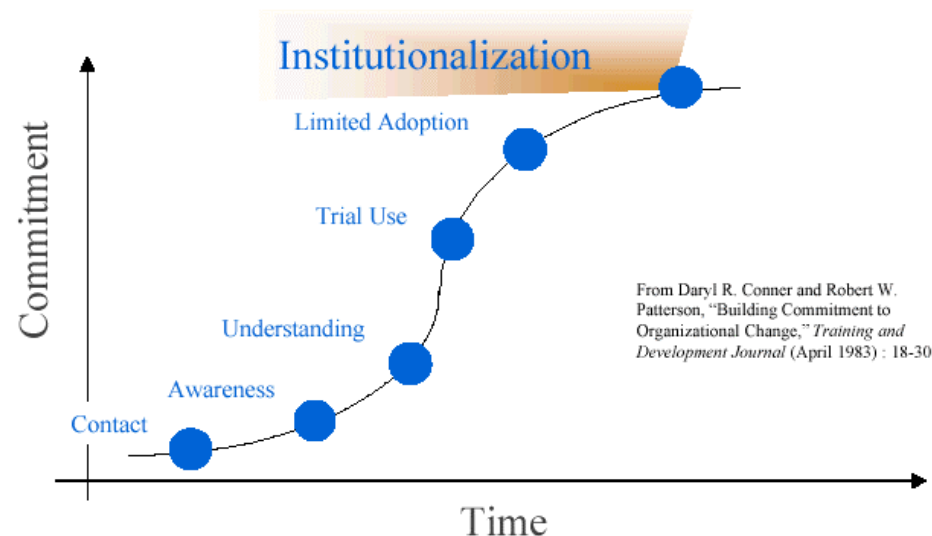 Institutionalization
Limited Adoption
Trial Use
Understanding
Awareness
Contact
Commitment
Time
From Daryl R. Conner and Robert W.
Patterson, “Building Commitment to
Organizational Change,” Training and
Development Journal (April 1983) : 18-30